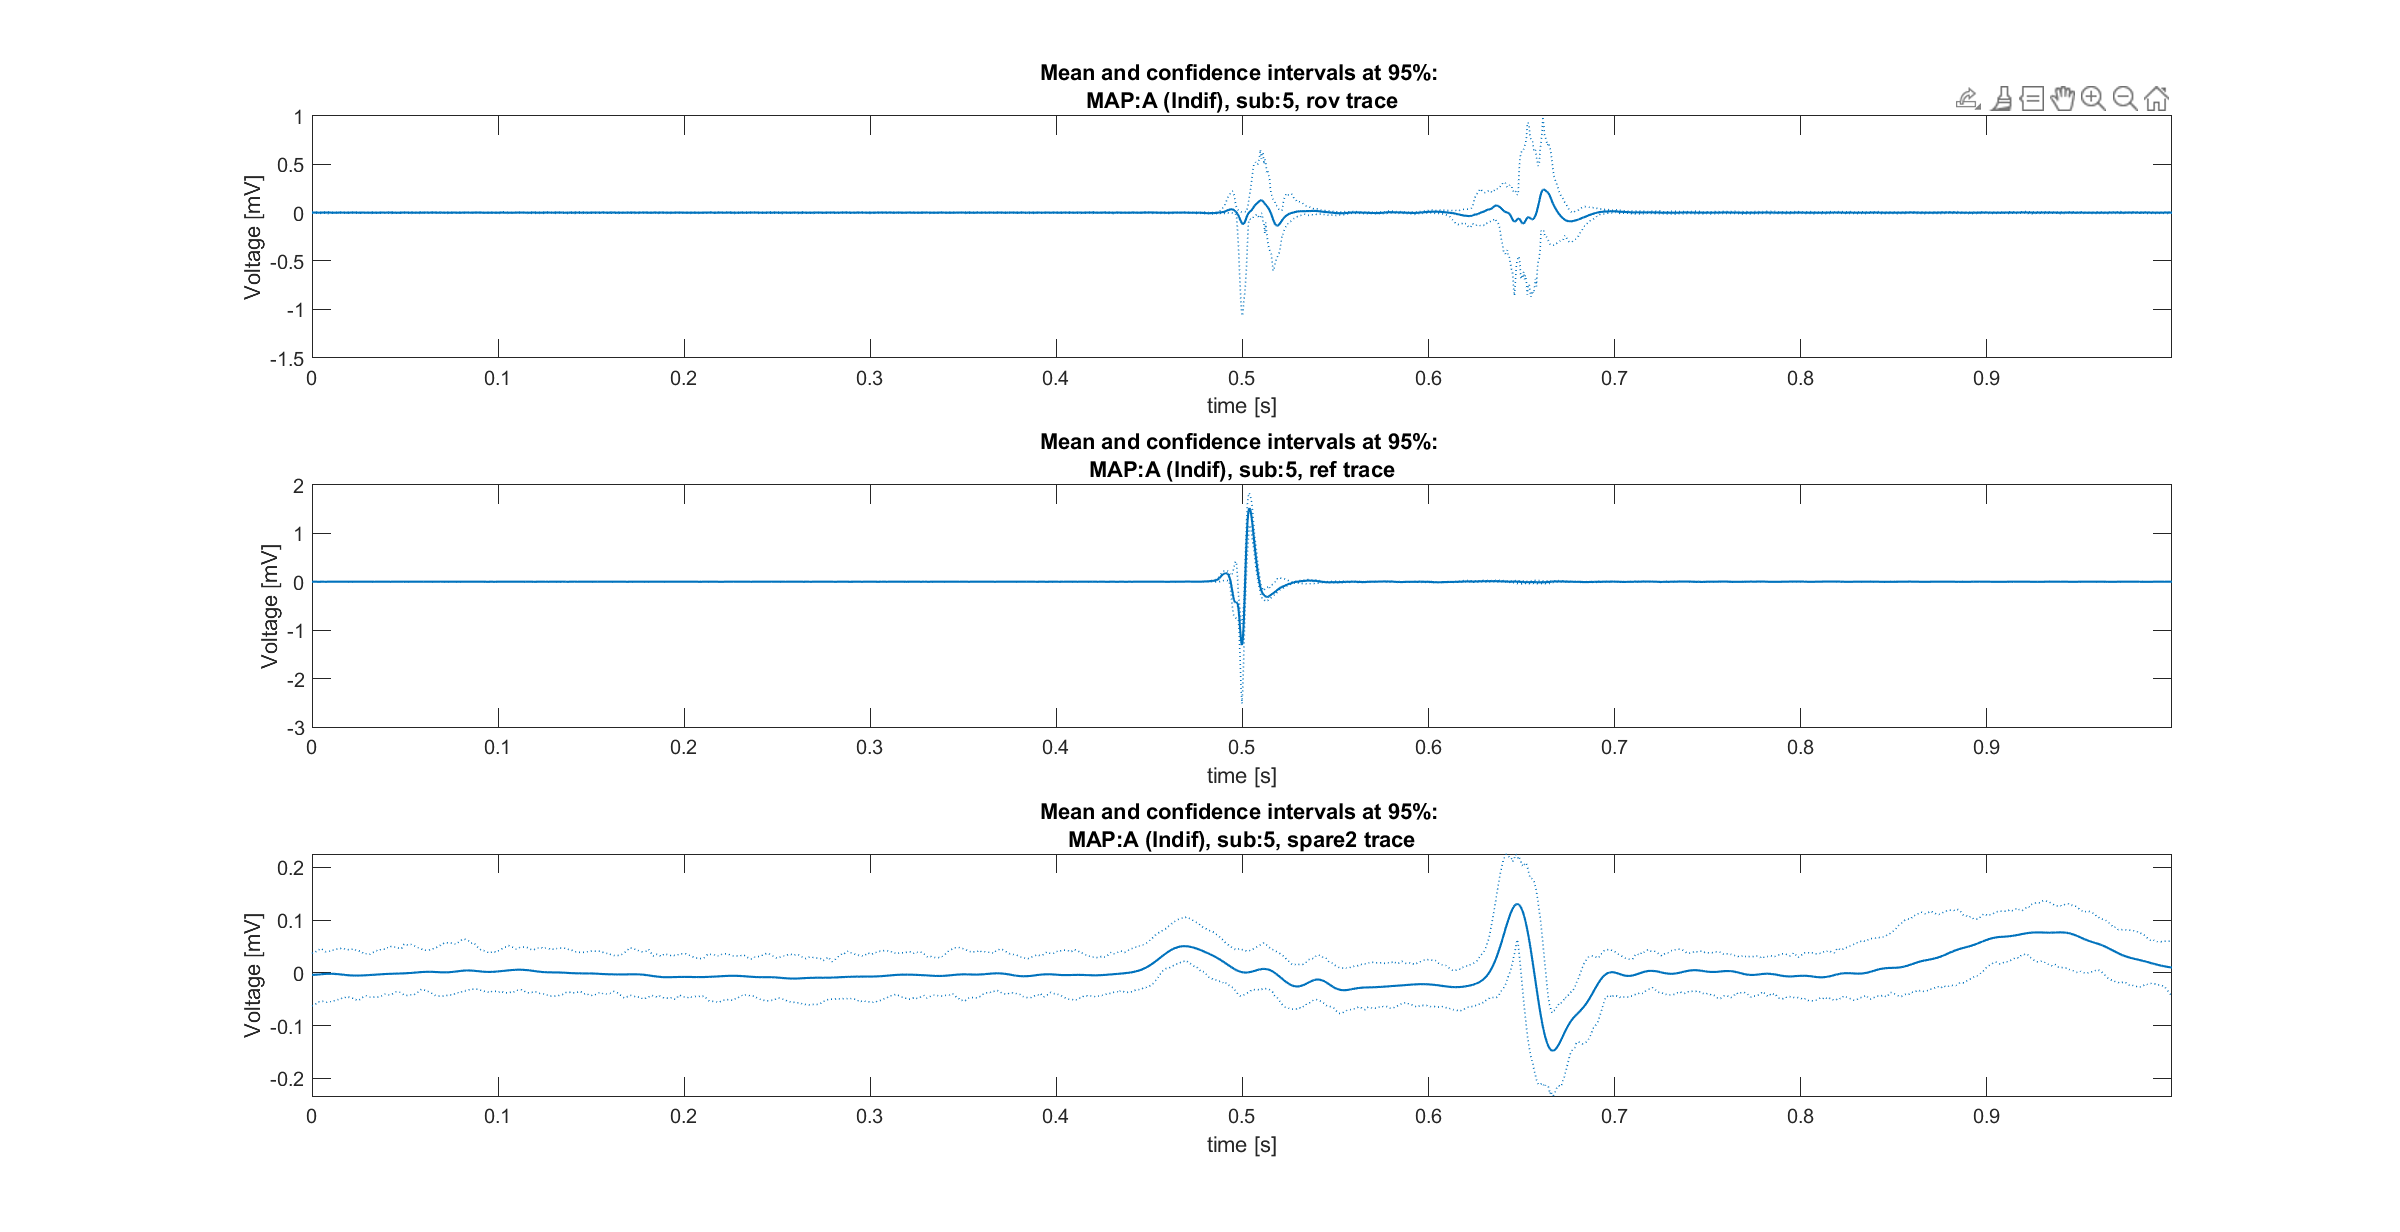 Mean and confidence intervals at 95%:
MAP:A (Indif), sub:5, rov trace
1
0.5
0
-0.5
-1
-1.5
Voltage [mV]
0 0.1 0.2 0.3 0.4 0.5 0.6 0.7 0.8 0.9
time [s]
Mean and confidence intervals at 95%:
MAP:A (Indif), sub:5, ref trace
2
1
0
-1
-2
-3
Voltage [mV]
0 0.1 0.2 0.3 0.4 0.5 0.6 0.7 0.8 0.9
time [s]
Mean and confidence intervals at 95%:
MAP:A (Indif), sub:5, spare2 trace
0.2
0.1
0
-0.1
-0.2
Voltage [mV]
0 0.1 0.2 0.3 0.4 0.5 0.6 0.7 0.8 0.9
time [s]